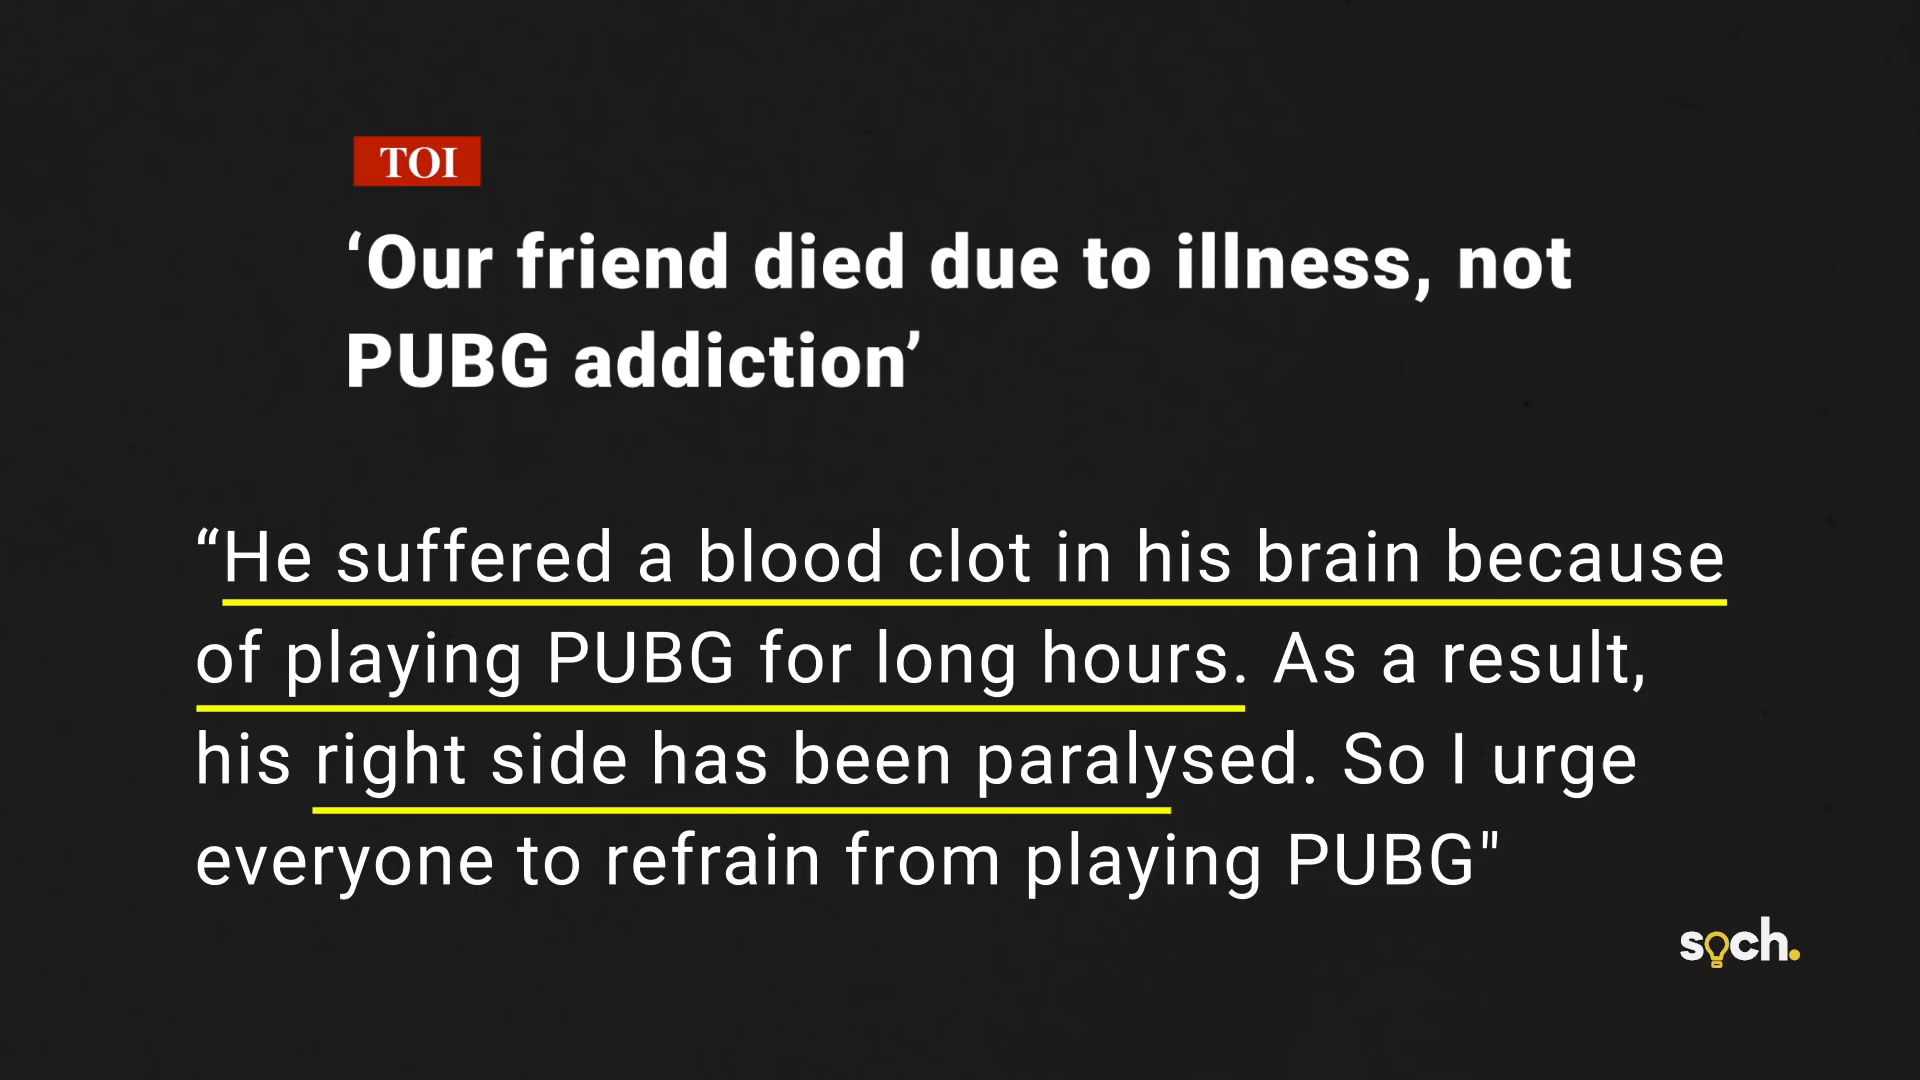 TOI
‘Our friend died due to illness, not
PUBG addiction’
“He suffered a blood clot in his brain because
of playing PUBG for long hours. As a result,
his right side has been paralysed. So I urge
everyone to refrain from playing PUBG"
soch.